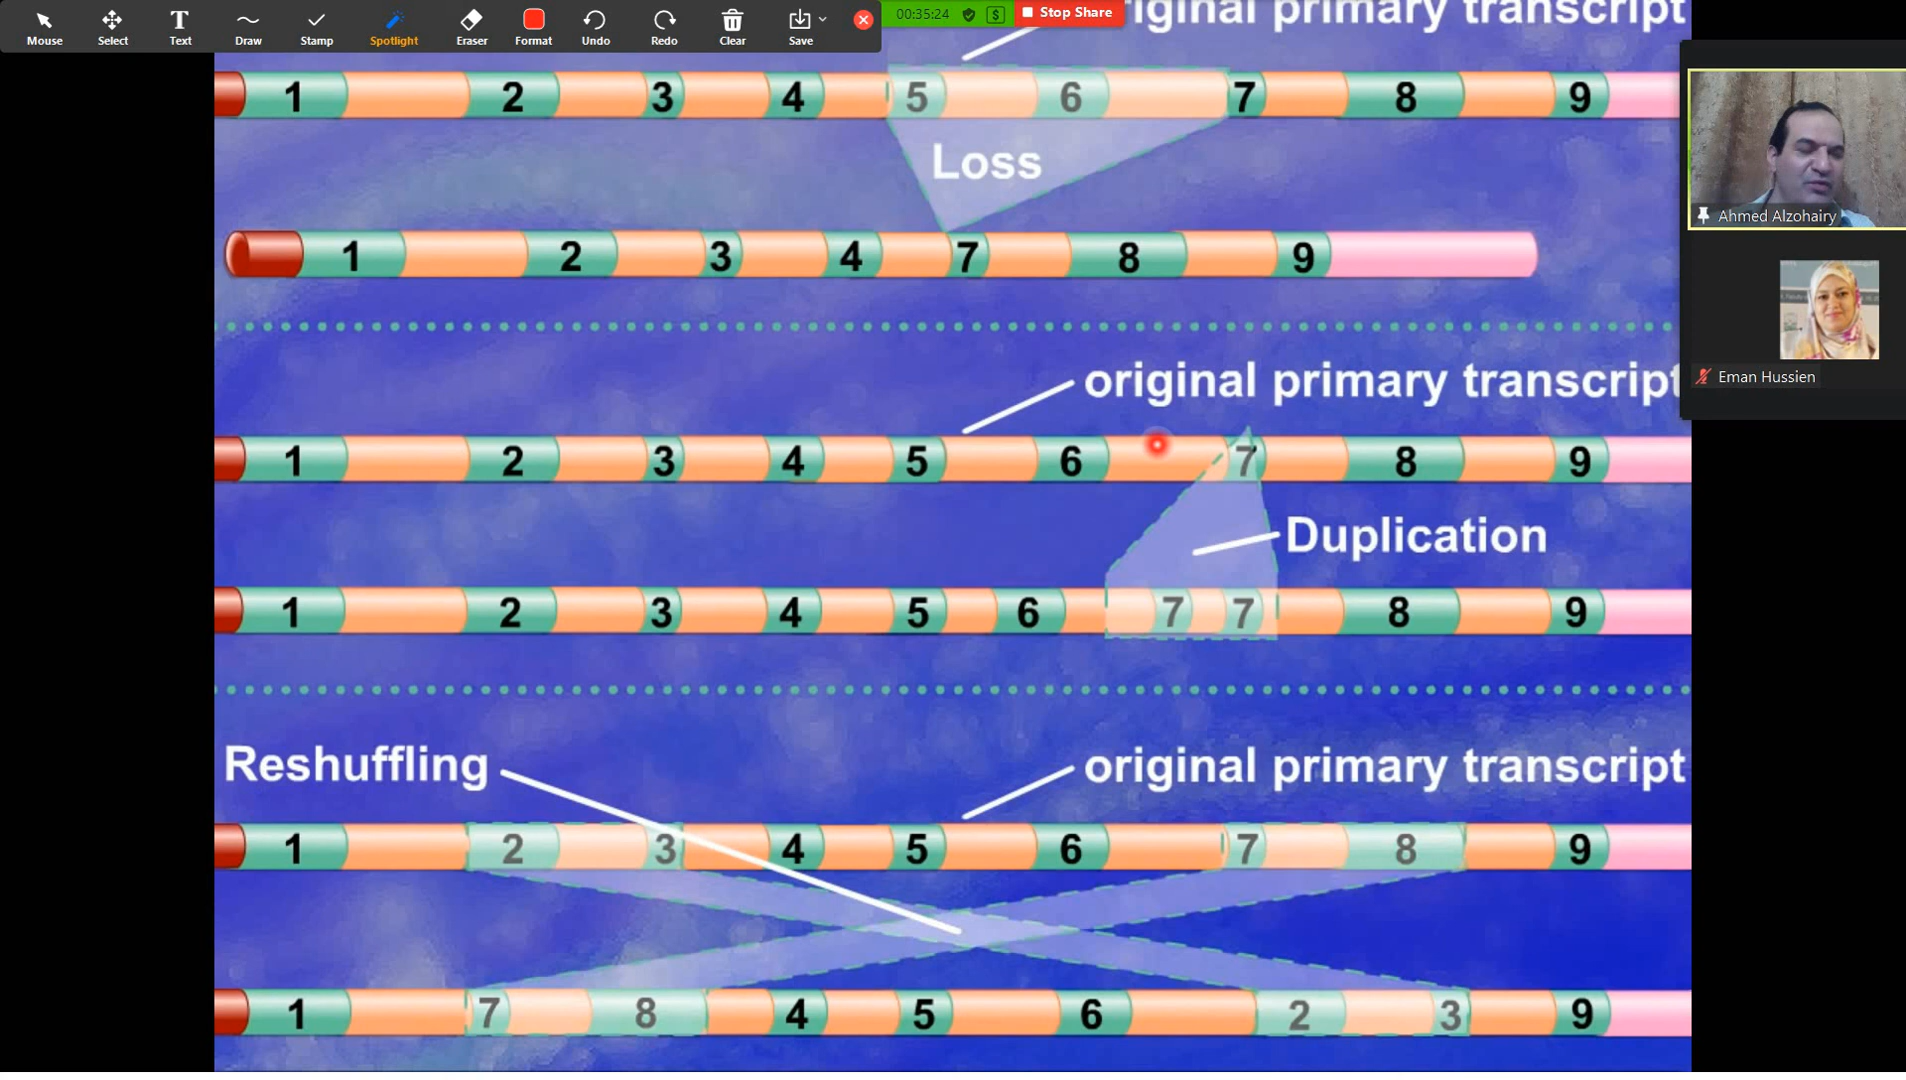 00:35:24 $ Stop Share
Mouse Select Text Draw Stamp Spotlight Eraser Format Undo Redo Clear Save
riginal primary transcript
1 2 3 4 5 6 7 8 9
Loss
1 2 3 4 7 8 9
Ahmed Alzohairy
Eman Hussien
original primary transcript
1 2 3 4 5 6 7 8 9
Duplication
1 2 3 4 5 6 7 7 8 9
Reshuffling
original primary transcript
1 2 3 4 5 6 7 8 9
1 7 8 4 5 6 2 3 9